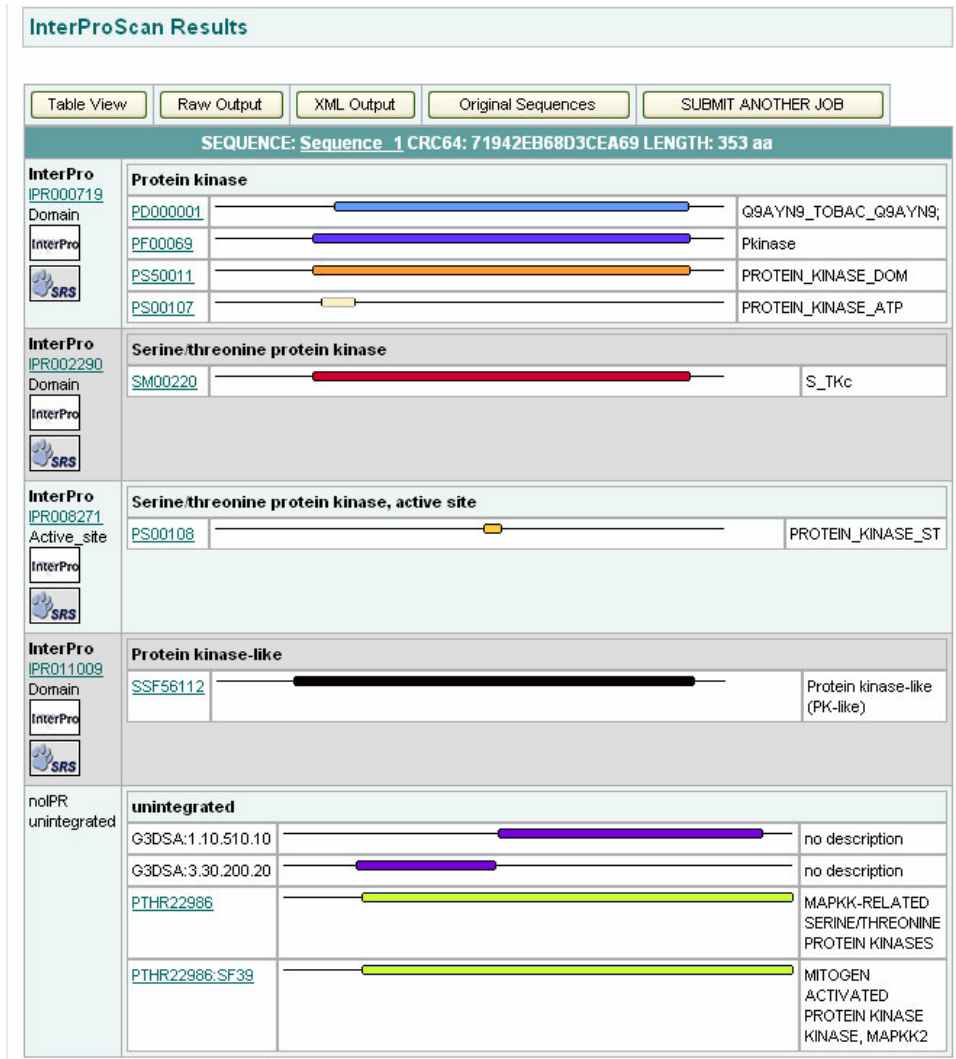 InterProScan Results
Table View
Raw Output
XML Output
Original Sequences
SUBMIT ANOTHER JOB
SEQUENCE: Sequence_1 CRC64: 71942EB68D3CEA69 LENGTH: 353 aa
InterPro
IPR000719
Domain
InterPro
SRS
Protein kinase
PD000001
Q9AYN9_TOBAC_Q9AYN9;
PF00069
Pkinase
PS50011
PROTEIN_KINASE_DOM
PS00107
PROTEIN_KINASE_ATP
InterPro
IPR002290
Domain
InterPro
SRS
Serine/threonine protein kinase
SM00220
S_TKc
InterPro
IPR008271
Active_site
InterPro
SRS
Serine/threonine protein kinase, active site
PS00108
PROTEIN_KINASE_ST
InterPro
IPR011009
Domain
InterPro
SRS
Protein kinase-like
SSF56112
Protein kinase-like
(PK-like)
noIPR
unintegrated
unintegrated
G3DSA:1.10.510.10
no description
G3DSA:3.30.200.20
no description
PTHR22986
MAPKK-RELATED
SERINE/THREONINE
PROTEIN KINASES
PTHR22986:SF39
MITOGEN
ACTIVATED
PROTEIN KINASE
KINASE, MAPKK2